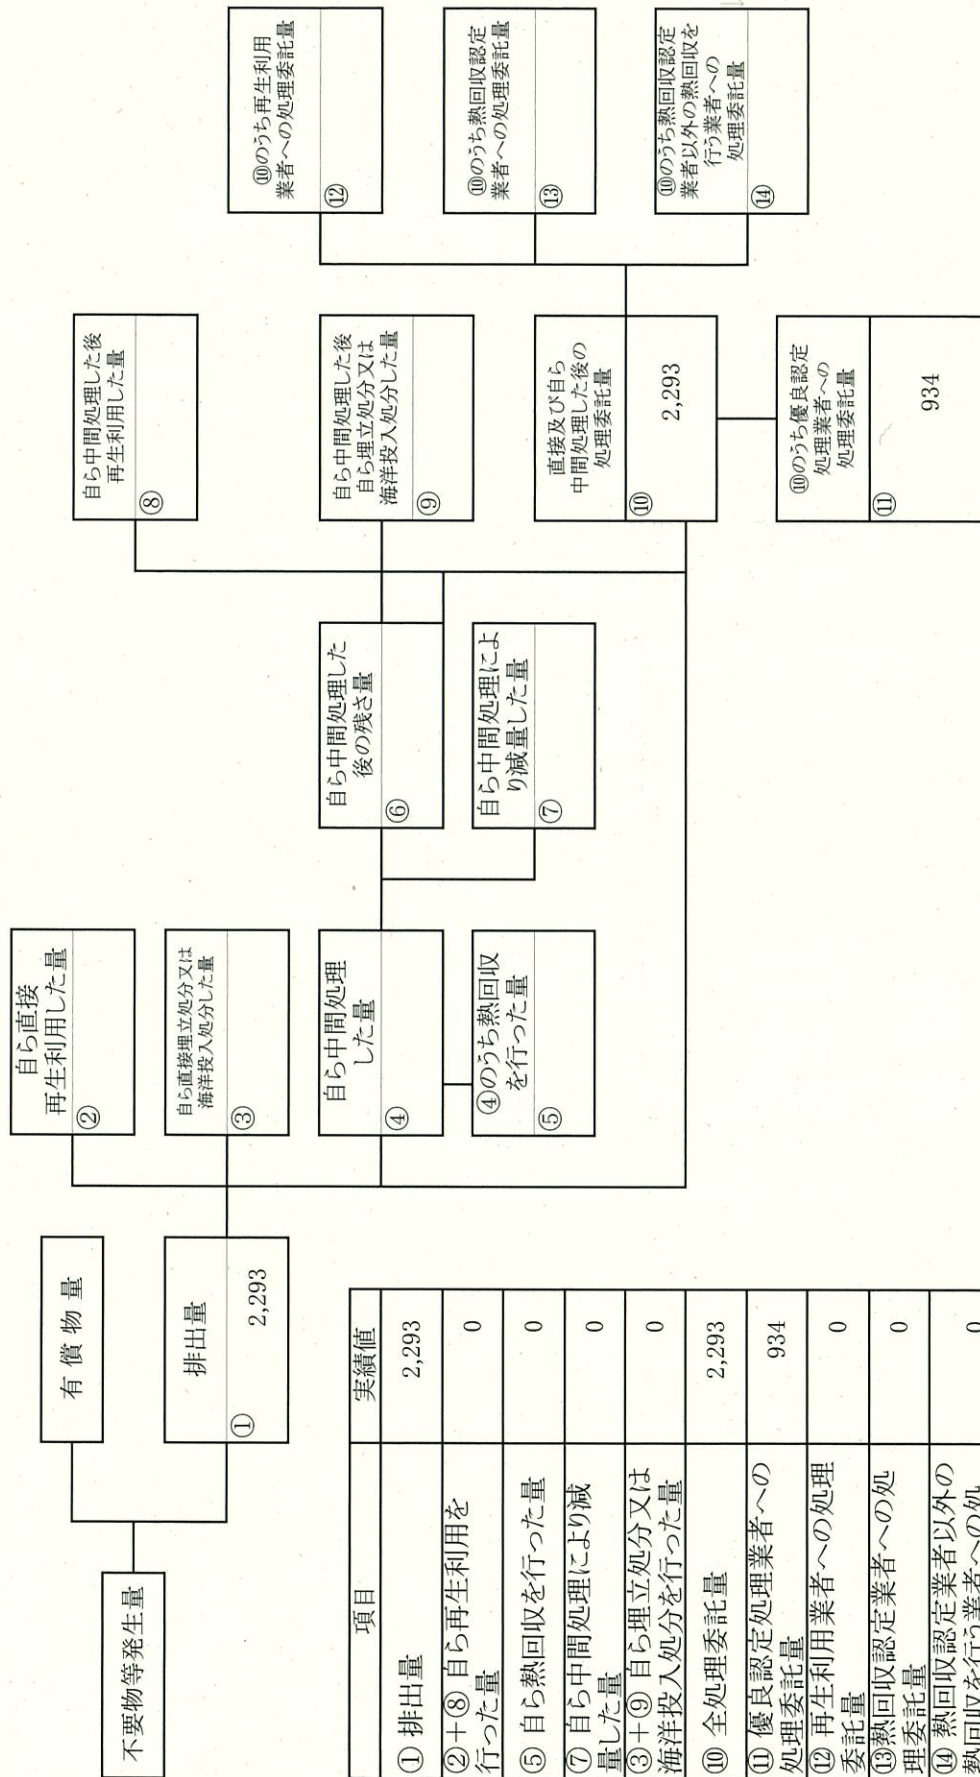 不要物等発生量
有償物量
排出量
①
2,293
自ら直接
再生利用した量
②
自ら直接埋立処分又は
海洋投入処分した量
③
自ら中間処理
した量
④
④のうち熱回収
を行った量
⑤
自ら中間処理した
後の残さ量
⑥
自ら中間処理によ
り減量した量
⑦
自ら中間処理した後
再生利用した量
⑧
自ら中間処理した後
自ら埋立処分又は
海洋投入処分した量
⑨
直接及び自ら
中間処理した後の
処理委託量
⑩
2,293
⑩のうち優良認定
処理業者への
処理委託量
⑪
934
⑩のうち再生利用
業者への処理委託量
⑫
⑩のうち熱回収認定
業者への処理委託量
⑬
⑩のうち熱回収認定
業者以外の熱回収を
行う業者への
処理委託量
⑭
項目 実績値
① 排出量 2,293
②+⑧ 自ら再生利用を
行った量 0
⑤ 自ら熱回収を行った量 0
⑦ 自ら中間処理により減
量した量 0
③+⑨ 自ら埋立処分又は
海洋投入処分を行った量 0
⑩ 全処理委託量 2,293
⑪ 優良認定処理業者への
処理委託量 934
⑫ 再生利用業者への処理
委託量 0
⑬熱回収認定業者への処
理委託量 0
⑭ 熱回収認定業者以外の
熱回収を行う業者への処 0